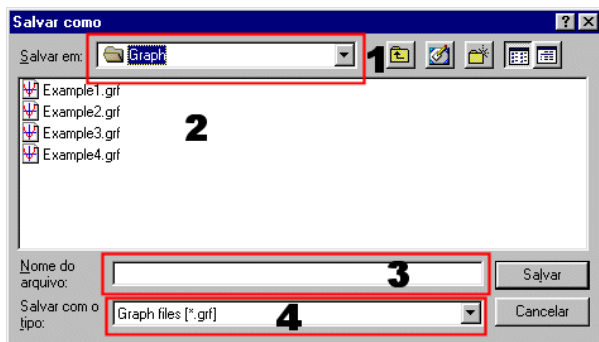 Salvar como
Salvar em: Graph 1
Example1.grf
Example2.grf
Example3.grf
Example4.grf
2
Nome do
arquivo:
3
Salvar
Salvar com o
tipo:
Graph files [*.grf] 4
Cancelar